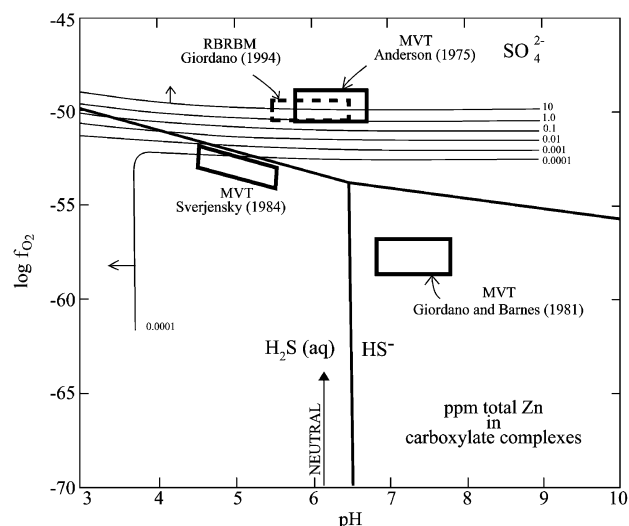 -45
-50
-55
-60
-65
-70
log fO2
RBRBM
Giordano (1994)
MVT
Anderson (1975)
SO4 2-
10
1.0
0.1
0.01
0.001
0.0001
MVT
Sverjensky (1984)
MVT
Giordano and Barnes (1981)
0.0001
H2S (aq)
HS-
NEUTRAL
ppm total Zn
in
carboxylate complexes
3 4 5 6 7 8 9 10
pH